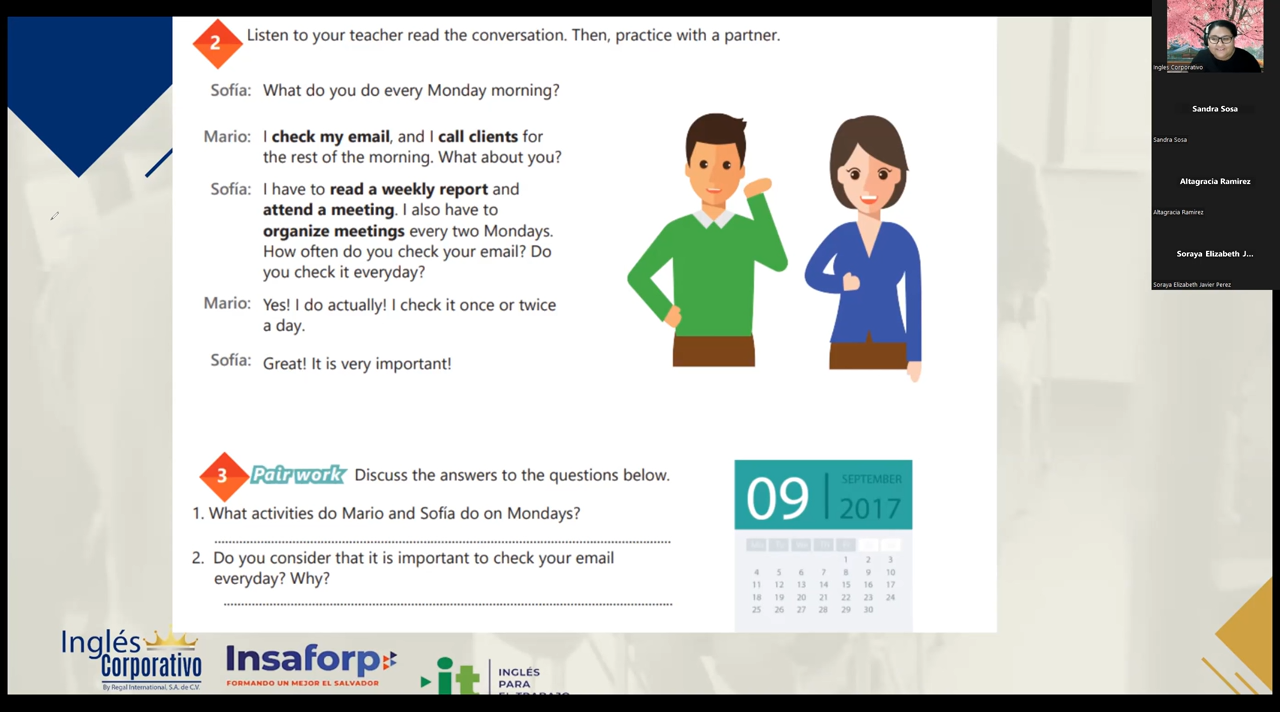 2 Listen to your teacher read the conversation. Then, practice with a partner.
Sofía: What do you do every Monday morning?
Mario: I check my email, and I call clients for
the rest of the morning. What about you?
Sofía: I have to read a weekly report and
attend a meeting. I also have to
organize meetings every two Mondays.
How often do you check your email? Do
you check it everyday?
Mario: Yes! I do actually! I check it once or twice
a day.
Sofía: Great! It is very important!
3 Pair work Discuss the answers to the questions below.
1. What activities do Mario and Sofía do on Mondays?
2. Do you consider that it is important to check your email
everyday? Why?
09 SEPTEMBER
2017
1 2 3
4 5 6 7 8 9 10
11 12 13 14 15 16 17
18 19 20 21 22 23 24
25 26 27 28 29 30
Inglés
Corporativo
By Regal International, S.A. de C.V.
Insaforp
FORMANDO UN MEJOR EL SALVADOR
it
INGLÉS
PARA
EL TRABAJO
Ingles Corporativo
Sandra Sosa
Sandra Sosa
Altagracia Ramirez
Altagracia Ramirez
Soraya Elizabeth J...
Soraya Elizabeth Javier Perez